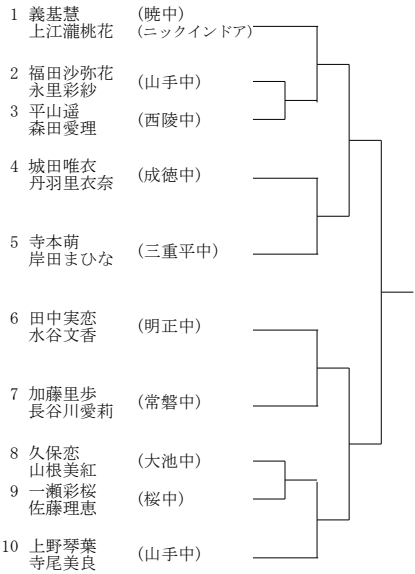 1 義基慧 (暁中)
上江瀧桃花 (ニックインドア)
2 福田沙弥花
永里彩紗 (山手中)
3 平山遥
森田愛理 (西陵中)
4 城田唯衣
丹羽里衣奈 (成徳中)
5 寺本萌
岸田まひな (三重平中)
6 田中実恋
水谷文香 (明正中)
7 加藤里歩
長谷川愛莉 (常磐中)
8 久保恋
山根美紅 (大池中)
9 一瀬彩桜
佐藤理恵 (桜中)
10 上野琴葉
寺尾美良 (山手中)